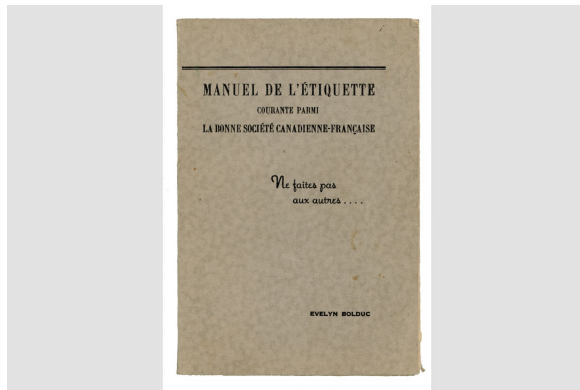 MANUEL DE L'ÉTIQUETTE
COURANTE PARMI
LA BONNE SOCIÉTÉ CANADIENNE-FRANÇAISE
Ne faites pas
aux autres . . . .
EVELYN BOLDUC